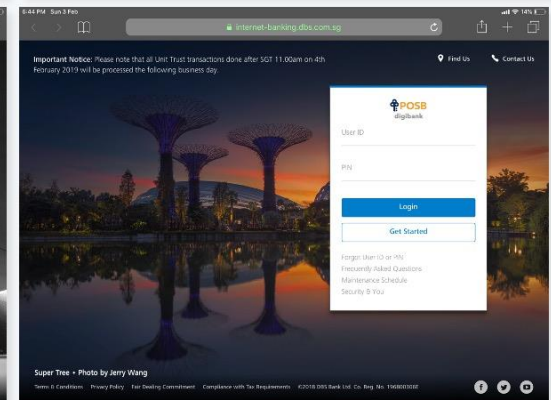 6:44 PM Sun 3 Feb
14%
internet-banking.dbs.com.sg
Important Notice: Please note that all Unit Trust transactions done after SGT 11.00am on 4th
February 2019 will be processed the following business day.
Find Us
Contact Us
POSB
digibank
User ID
PIN
Login
Get Started
Forgot User ID or PIN
Frequently Asked Questions
Maintenance Schedule
Security & You
Super Tree • Photo by Jerry Wang
Terms & Conditions Privacy Policy Fair Dealing Commitment Compliance with Tax Requirements ©2018 DBS Bank Ltd. Co. Reg. No.